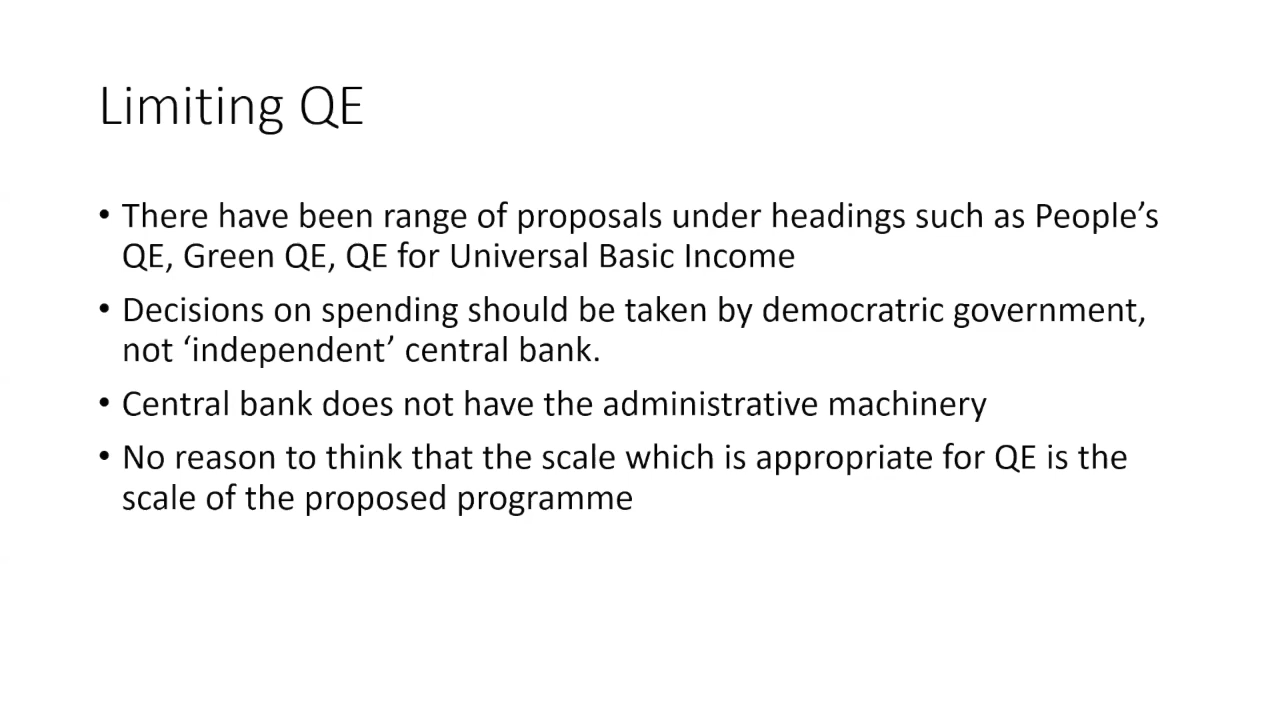 Limiting QE
• There have been range of proposals under headings such as People’s
QE, Green QE, QE for Universal Basic Income
• Decisions on spending should be taken by democratric government,
not ‘independent’ central bank.
• Central bank does not have the administrative machinery
• No reason to think that the scale which is appropriate for QE is the
scale of the proposed programme